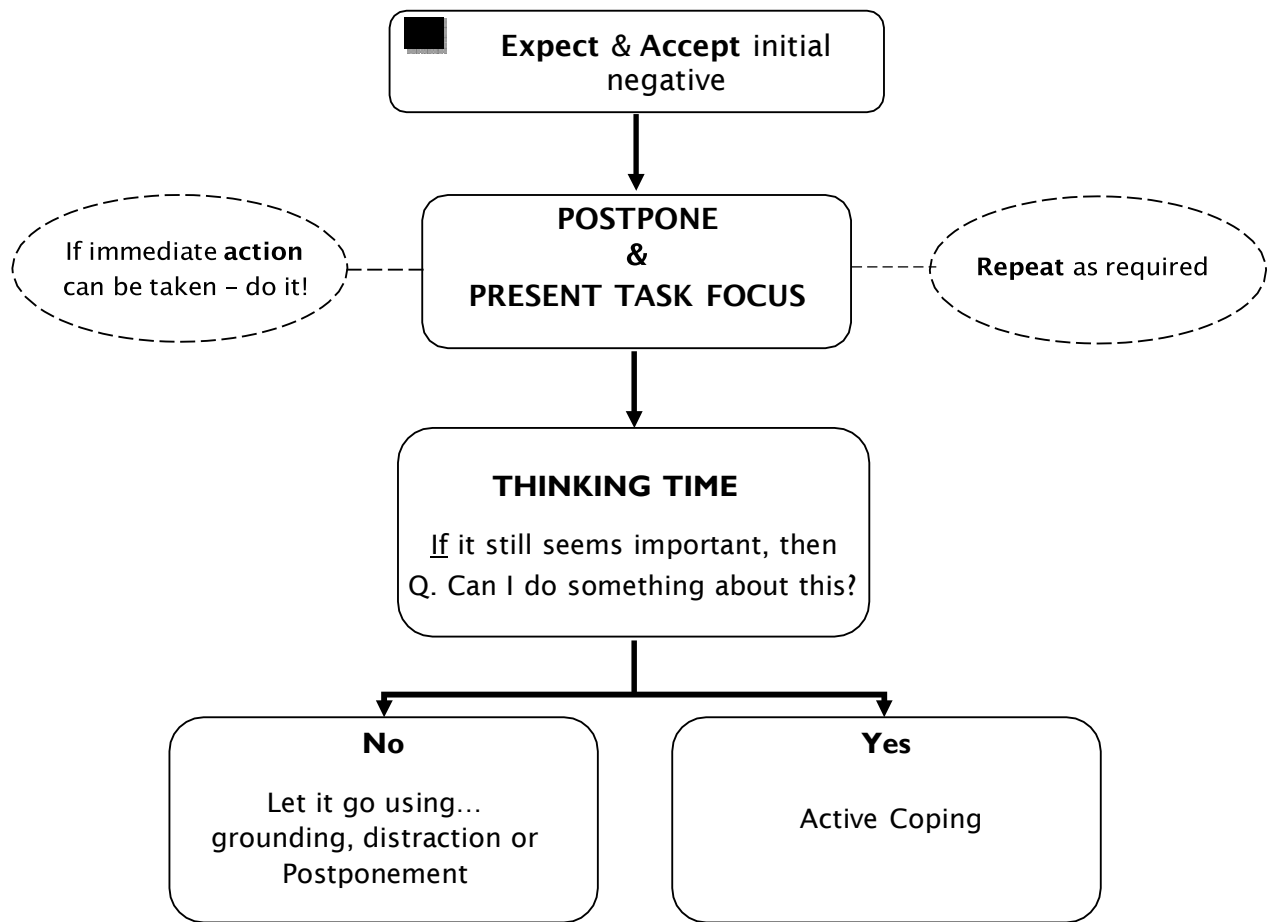 Expect & Accept initial
negative
POSTPONE
&
PRESENT TASK FOCUS
If immediate action
can be taken – do it!
Repeat as required
THINKING TIME
If it still seems important, then
Q. Can I do something about this?
No
Let it go using…
grounding, distraction or
Postponement
Yes
Active Coping